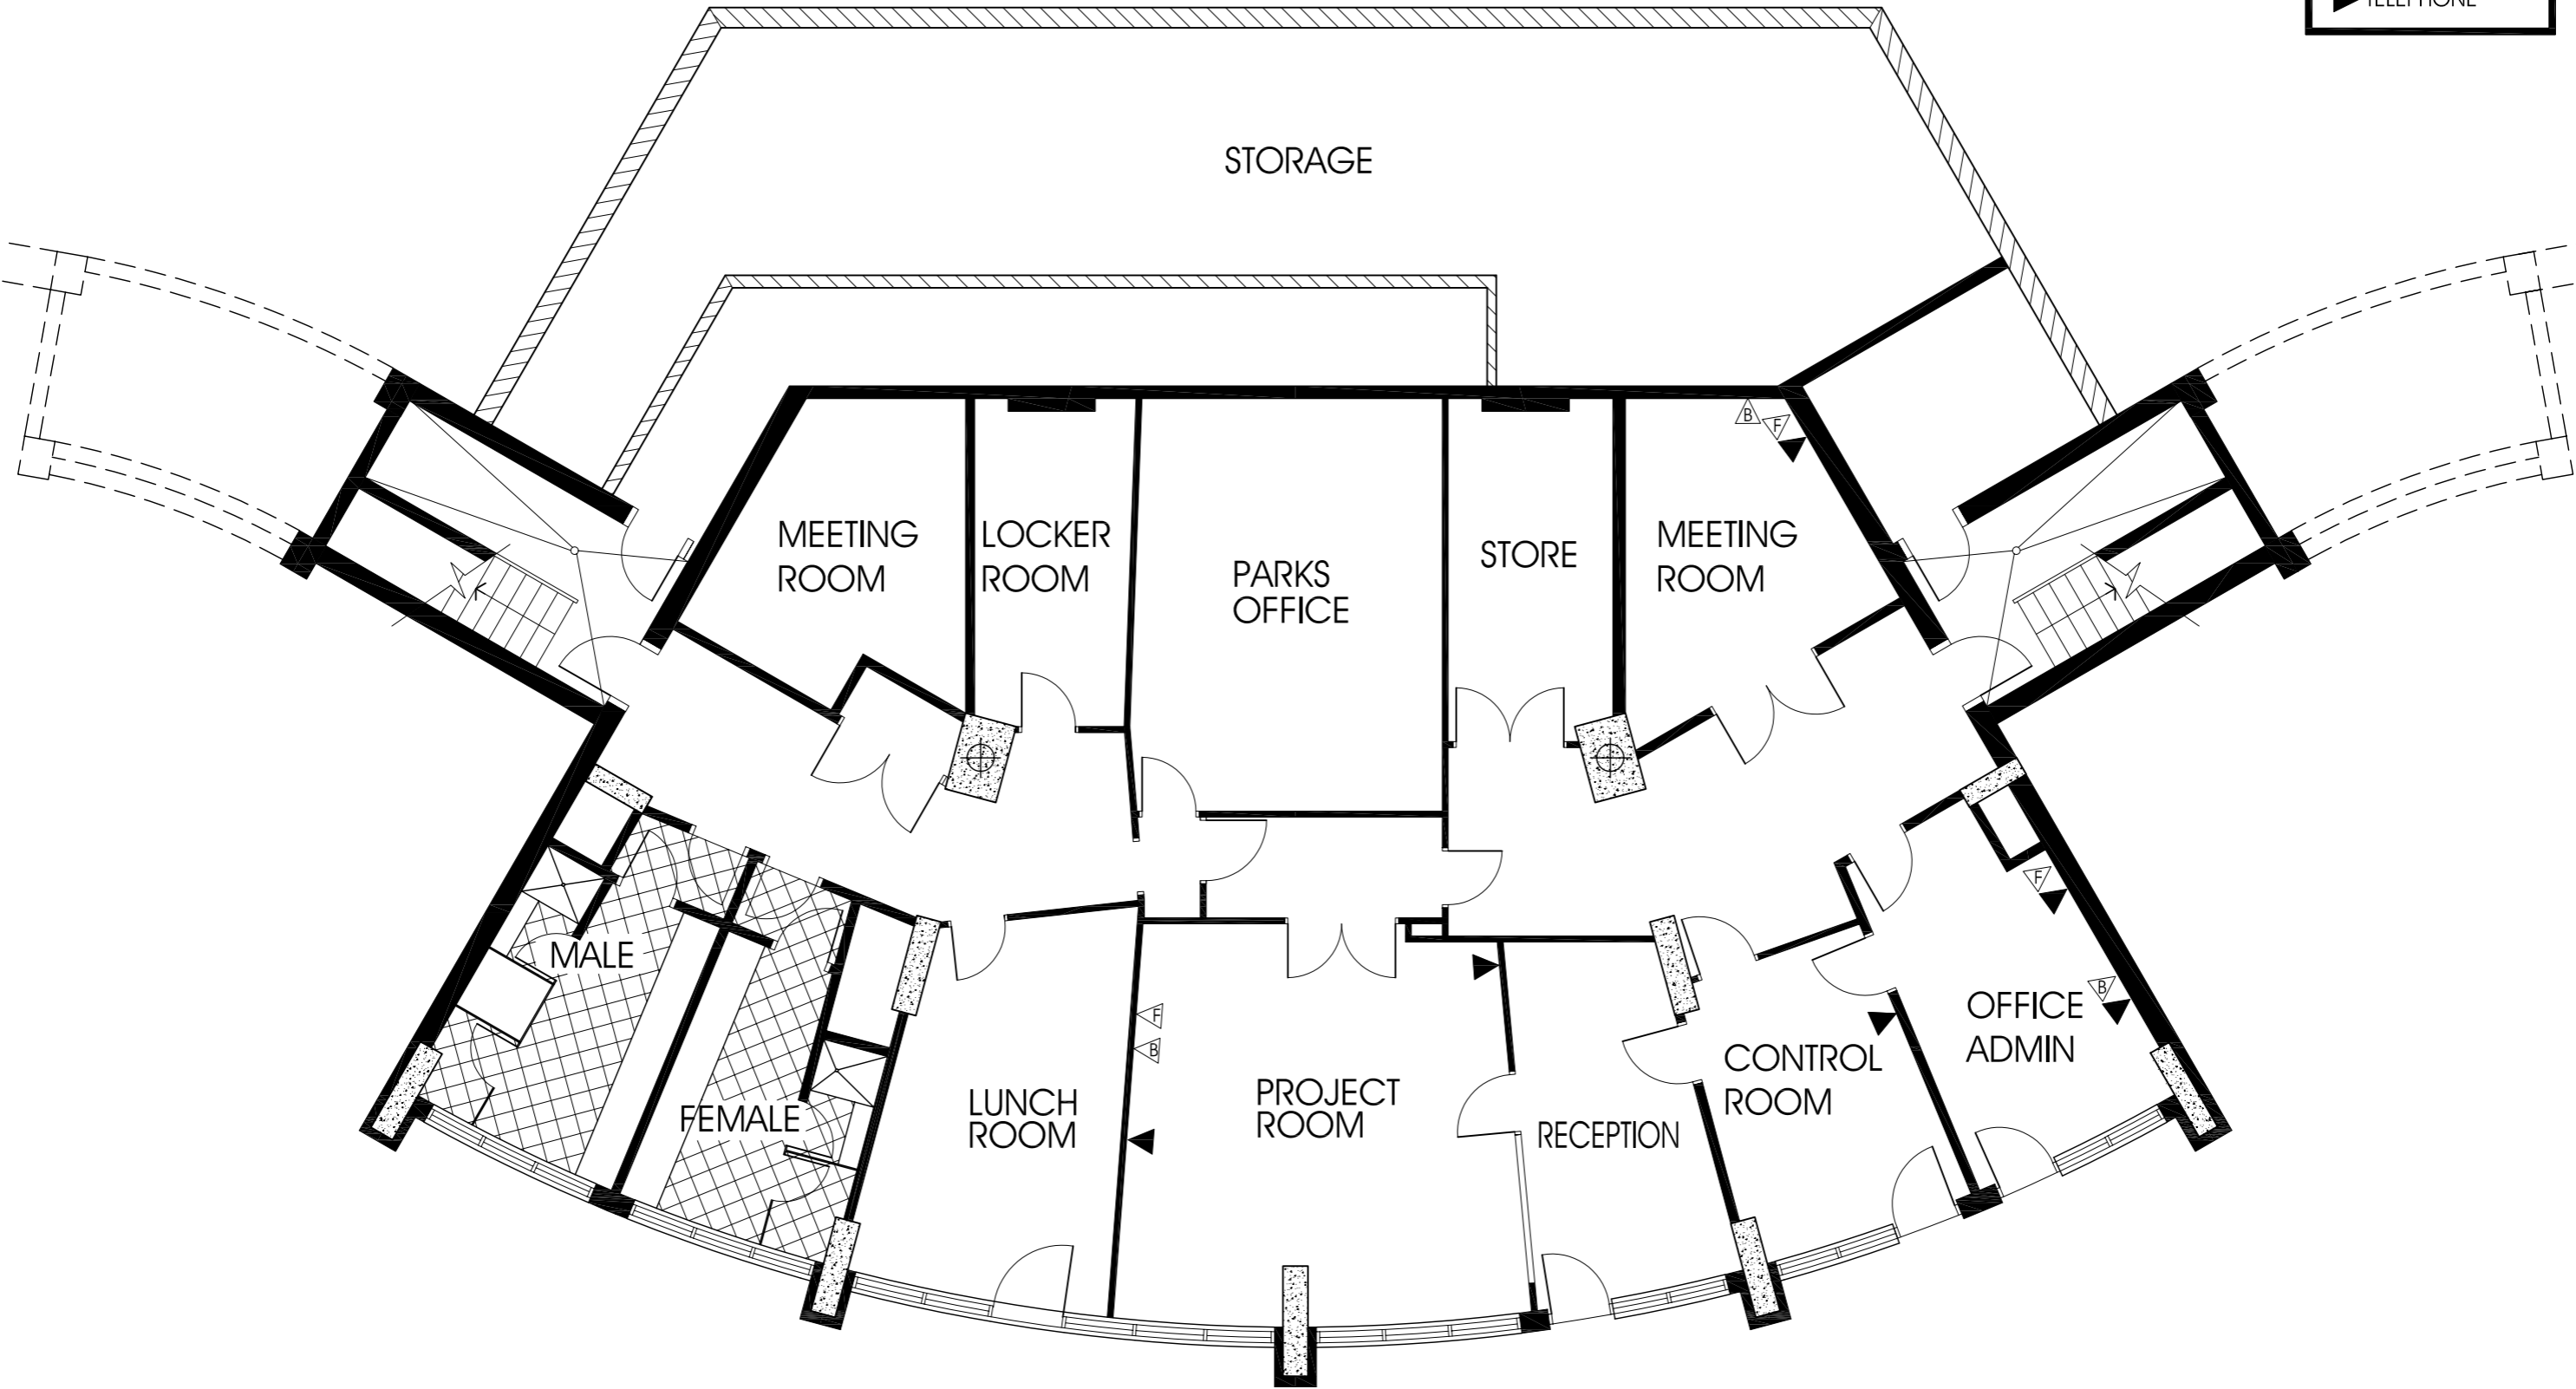 TELEPHONE
STORAGE
B
F
MEETING
ROOM
LOCKER
ROOM
PARKS
OFFICE
STORE
MEETING
ROOM
F
MALE
B
OFFICE
ADMIN
F
B
CONTROL
ROOM
LUNCH
ROOM
PROJECT
ROOM
FEMALE
RECEPTION